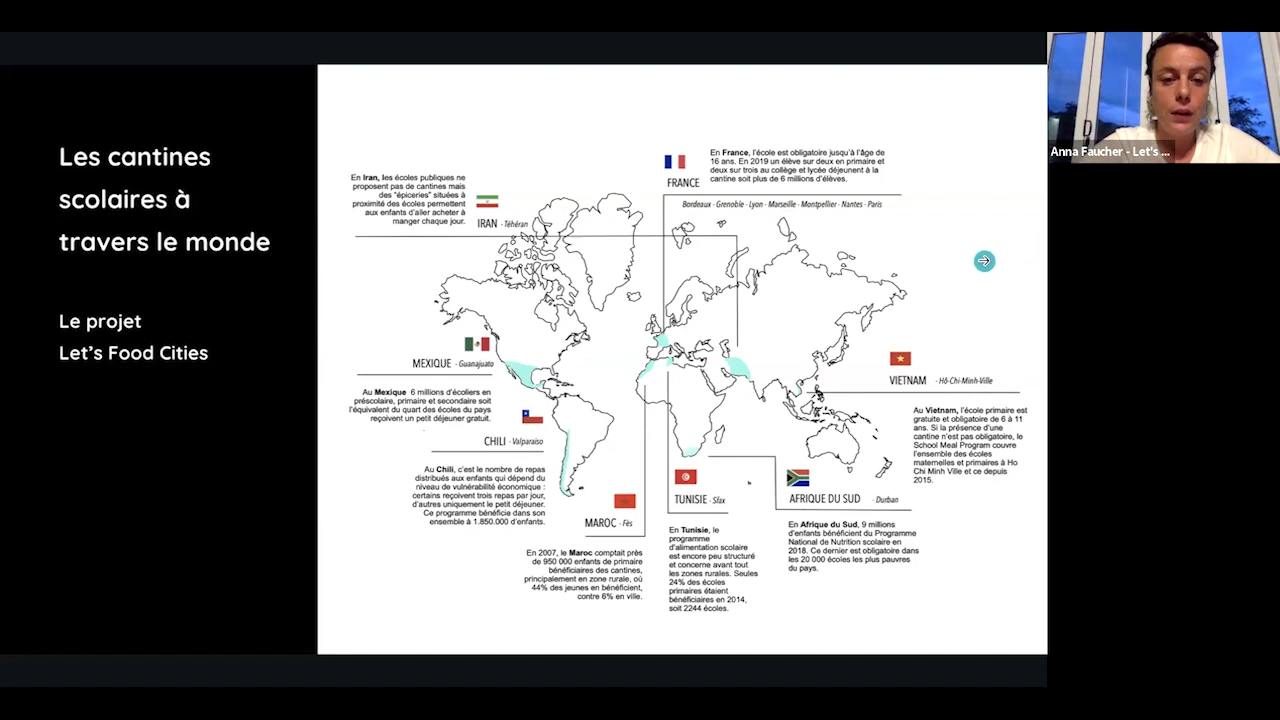 Les cantines
scolaires à
travers le monde
Le projet
Let's Food Cities
En Iran, les écoles publiques ne
proposent pas de cantines mais
des "épiceries" situées à
proximité des écoles permettent
aux enfants d'aller acheter à
manger chaque jour.
IRAN - Téhéran
FRANCE
En France, l'école est obligatoire jusqu'à l'âge de
16 ans. En 2019 un élève sur deux en primaire et
deux sur trois au collège et lycée déjeunent à la
cantine soit plus de 6 millions d'élèves.
Bordeaux - Grenoble - Lyon - Marseille - Montpellier - Nantes - Paris
MEXIQUE - Guanajuato
Au Mexique 6 millions d'écoliers en
préscolaire, primaire et secondaire soit
l'équivalent du quart des écoles du pays
reçoivent un petit déjeuner gratuit.
CHILI - Valparaiso
Au Chili, c'est le nombre de repas
distribués aux enfants qui dépend du
niveau de vulnérabilité économique :
certains reçoivent trois repas par jour,
d'autres uniquement le petit déjeuner.
Ce programme bénéficie dans son
ensemble à 1.850.000 d'enfants.
MAROC - Fès
En 2007, le Maroc comptait près
de 950 000 enfants de primaire
bénéficiaires des cantines,
principalement en zone rurale, où
44% des jeunes en bénéficient,
contre 6% en ville.
TUNISIE - Sfax
En Tunisie, le
programme
d'alimentation scolaire
est encore peu structuré
et concerne avant tout
les zones rurales. Seules
24% des écoles
primaires étaient
bénéficiaires en 2014,
soit 2244 écoles.
AFRIQUE DU SUD - Durban
En Afrique du Sud, 9 millions
d'enfants bénéficient du Programme
National de Nutrition scolaire en
2018. Ce dernier est obligatoire dans
les 20 000 écoles les plus pauvres
du pays.
VIETNAM - Hô-Chi-Minh-Ville
Au Vietnam, l'école primaire est
gratuite et obligatoire de 6 à 11
ans. Si la présence d'une
cantine n'est pas obligatoire, le
School Meal Program couvre
l'ensemble des écoles
maternelles et primaires à Ho
Chi Minh Ville et ce depuis
2015.
Anna Faucher - Let's ...